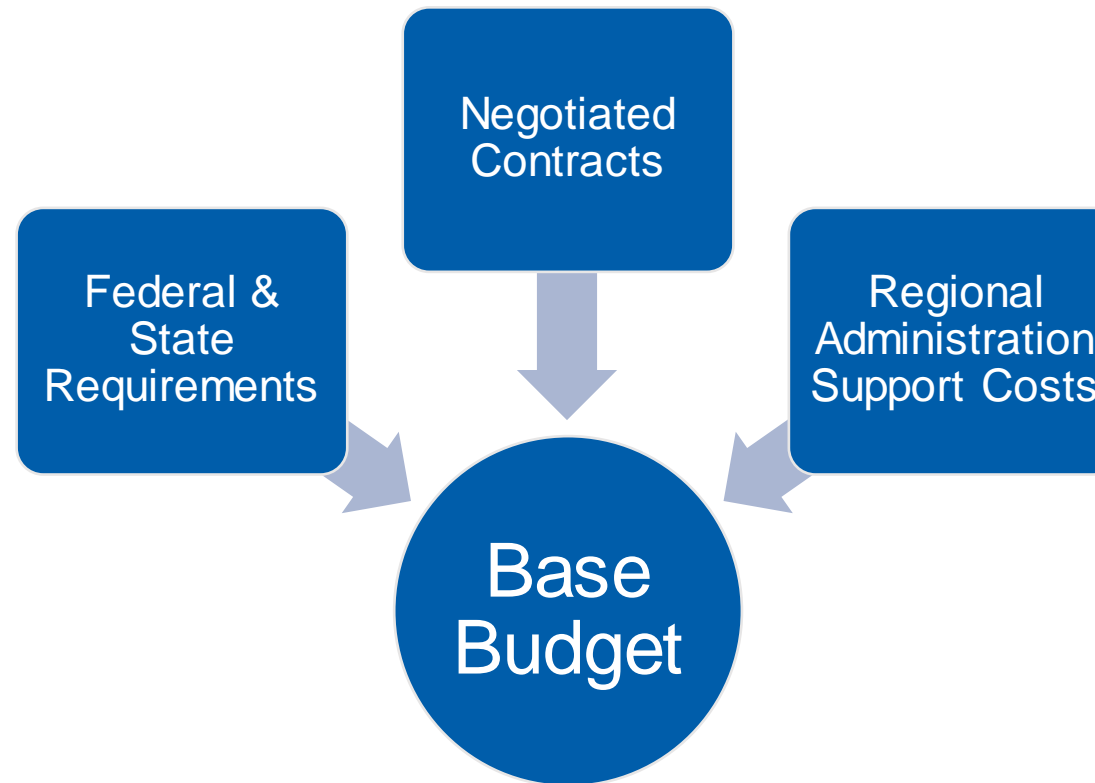 Negotiated
Contracts
Federal &
State
Requirements
Regional
Administration
Support Costs
Base
Budget